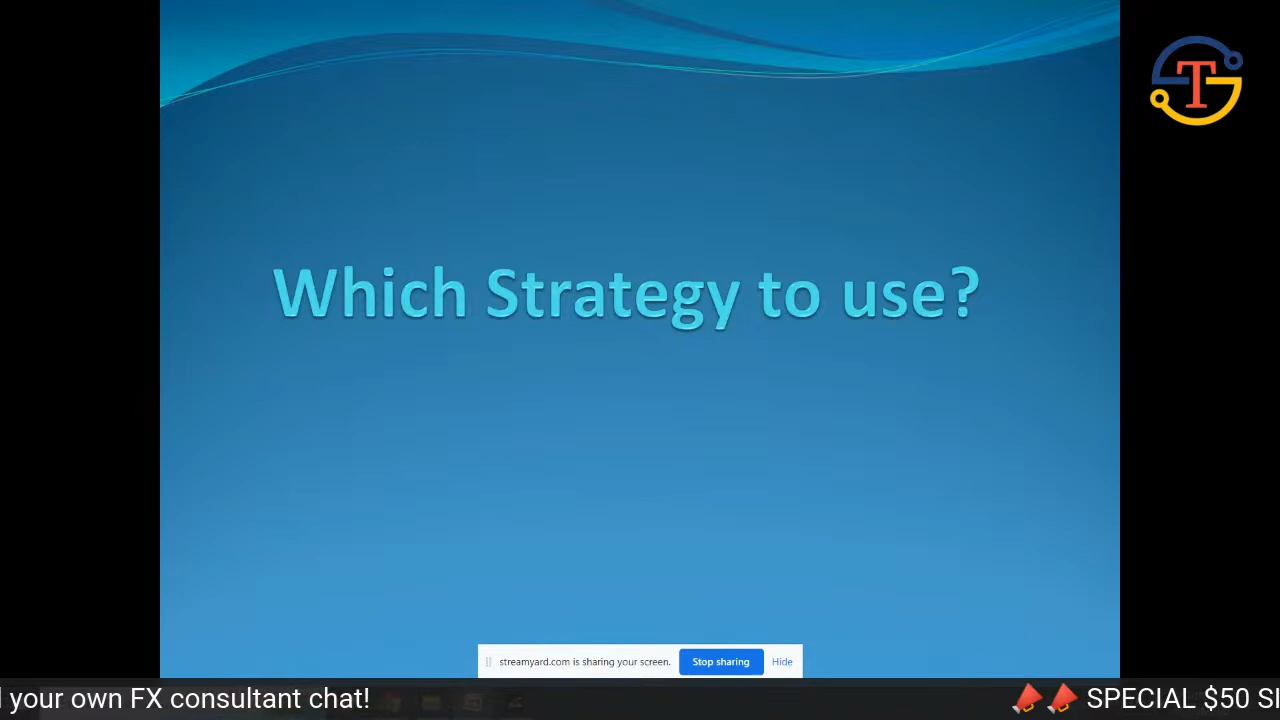 T
Which Strategy to use?
streamyard.com is sharing your screen. Stop sharing Hide
your own FX consultant chat! 📣📣 SPECIAL $50